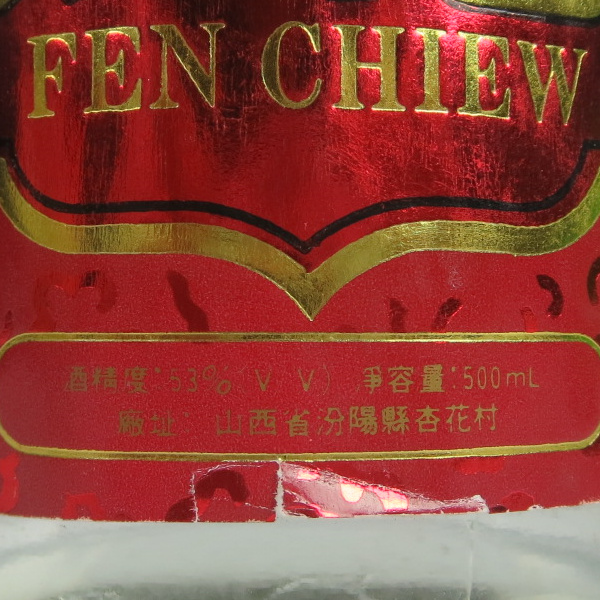 FEN CHIEW
酒精度:53%(V V) 爭容量:500mL
廠址: 山西省汾陽縣杏花村